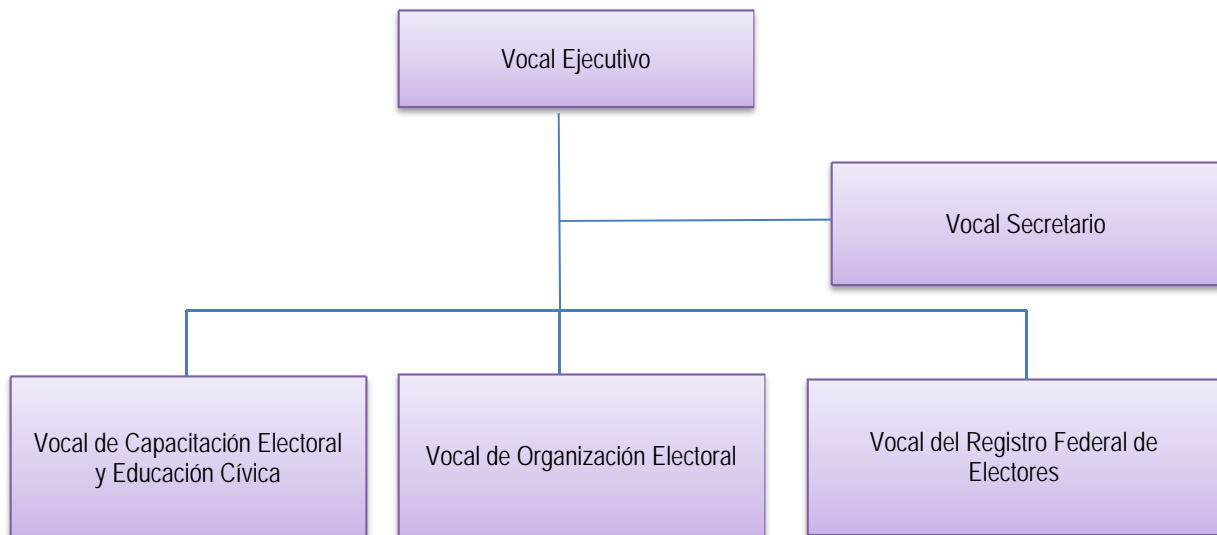 Vocal Ejecutivo
Vocal Secretario
Vocal de Capacitación Electoral
y Educación Cívica
Vocal de Organización Electoral
Vocal del Registro Federal de
Electores